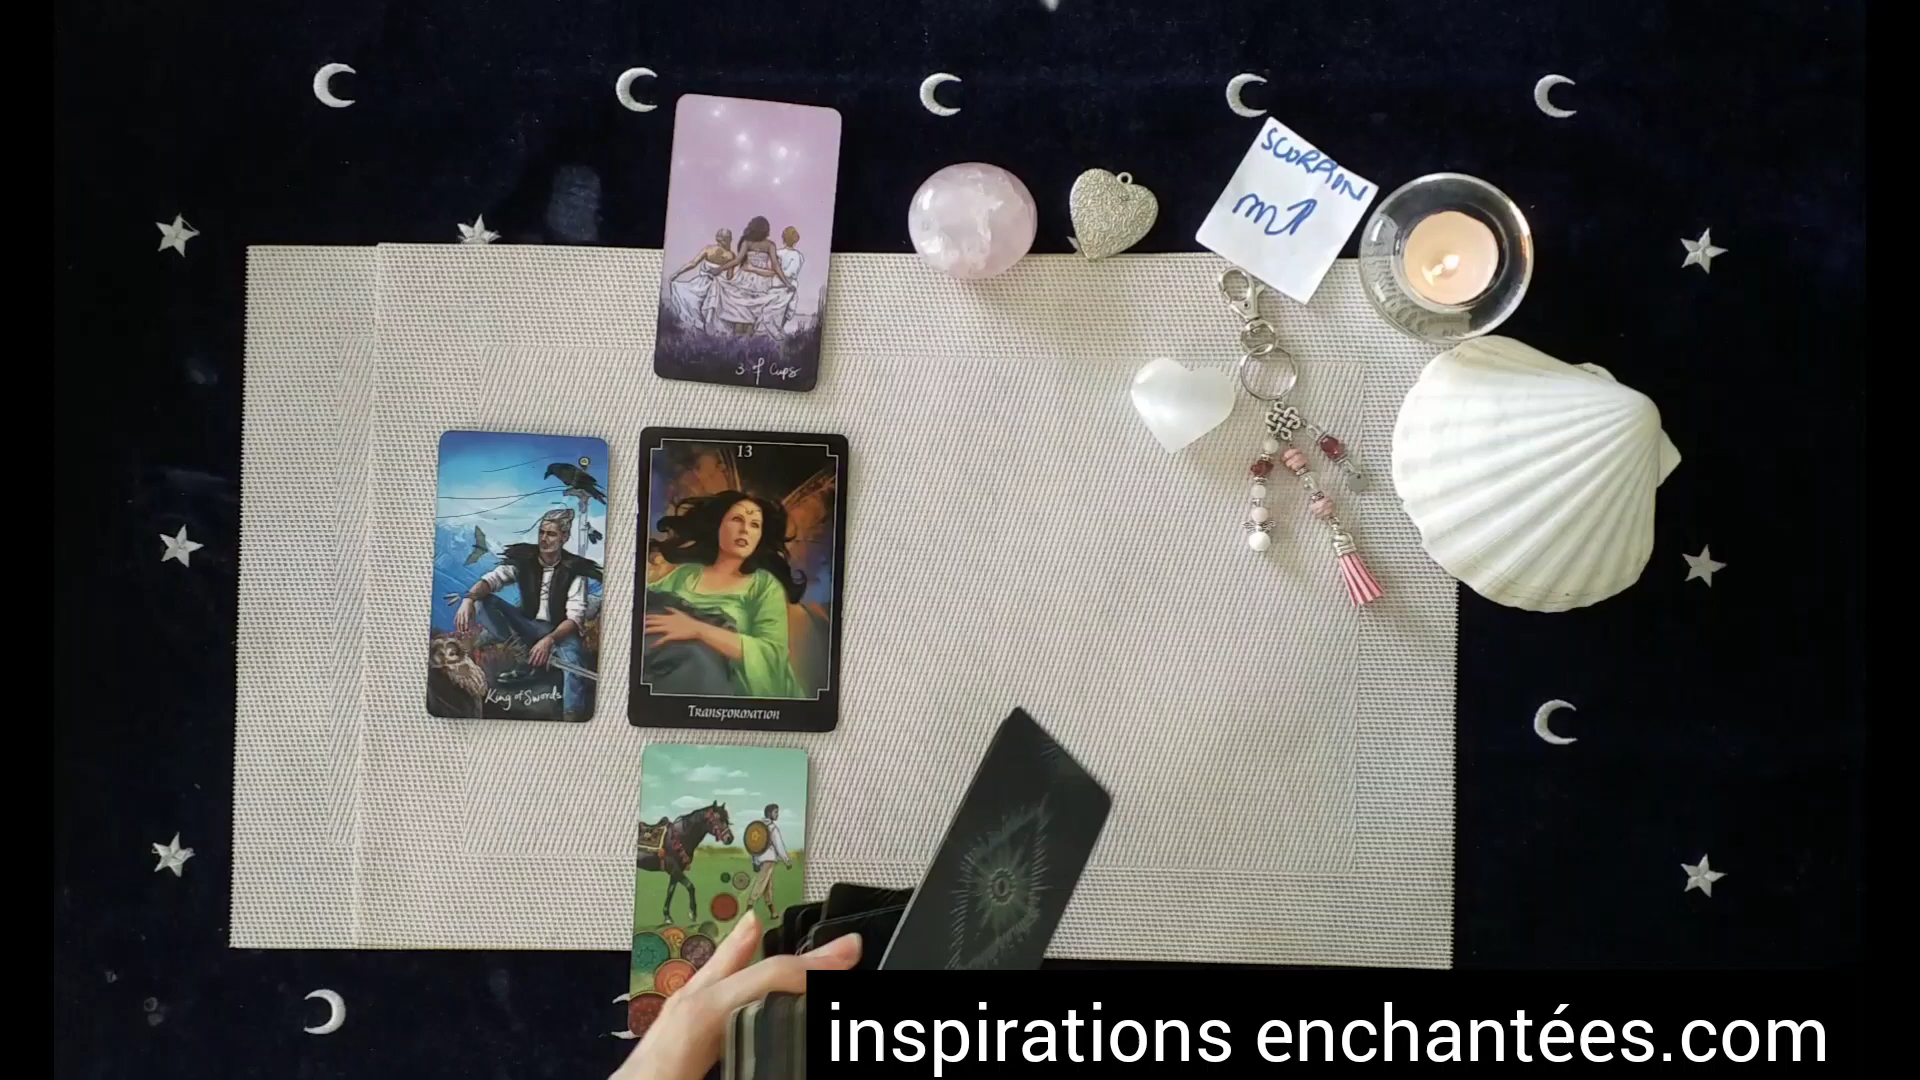 SCORPION
3 of Cups
13
King of Swords
TRANSFORMATION
inspirations enchantées.com